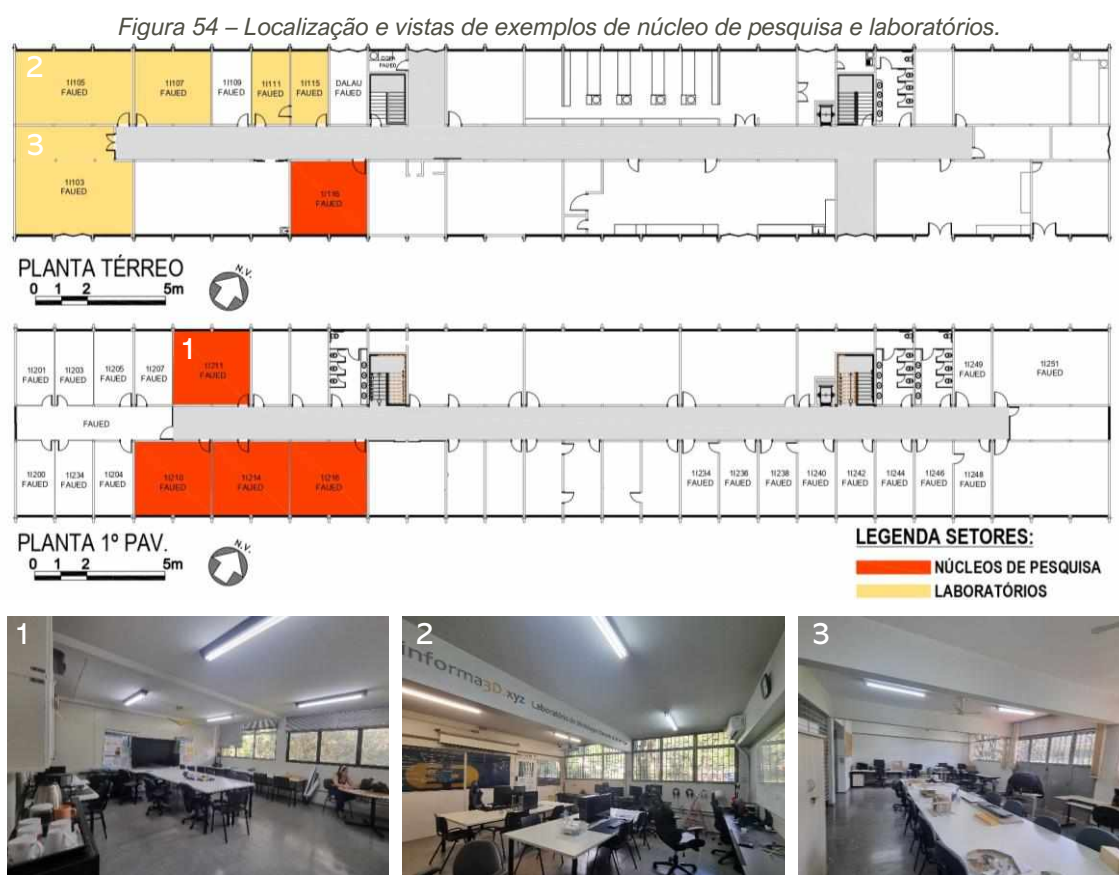 Figura 54 – Localização e vistas de exemplos de núcleo de pesquisa e laboratórios.
2
1I105
FAUED
1I107
FAUED
1I109
FAUED
1I111
FAUED
1I115
FAUED
DALAU
FAUED
COPA
FAUED
3
1I103
FAUED
1I116
FAUED
PLANTA TÉRREO
0 1 2 5m
N.V.
1
1I201
FAUED
1I203
FAUED
1I205
FAUED
1I207
FAUED
1I211
FAUED
1I249
FAUED
1I251
FAUED
FAUED
1I200
FAUED
1I234
FAUED
1I204
FAUED
FAUED
1I214
FAUED
1I216
FAUED
1I234
FAUED
1I236
FAUED
1I238
FAUED
1I240
FAUED
1I242
FAUED
1I244
FAUED
1I246
FAUED
1I248
FAUED
PLANTA 1º PAV.
0 1 2 5m
N.V.
LEGENDA SETORES:
NÚCLEOS DE PESQUISA
LABORATÓRIOS
1
2
informa3D.xyz Laboratório de
3